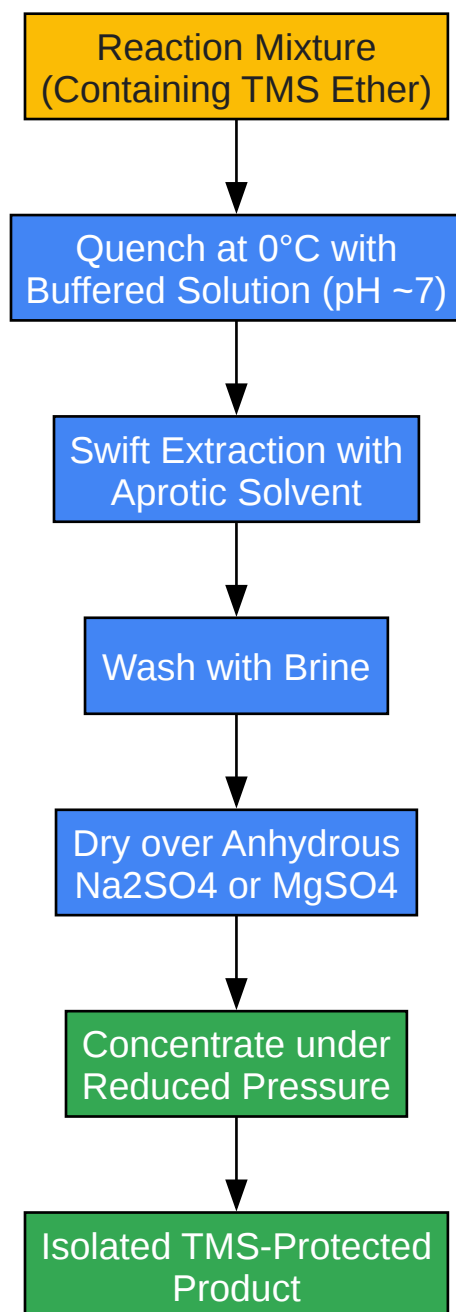 Reaction Mixture
(Containing TMS Ether)
Quench at 0°C with
Buffered Solution (pH ~7)
Swift Extraction with
Aprotic Solvent
Wash with Brine
Dry over Anhydrous
Na2SO4 or MgSO4
Concentrate under
Reduced Pressure
Isolated TMS-Protected
Product